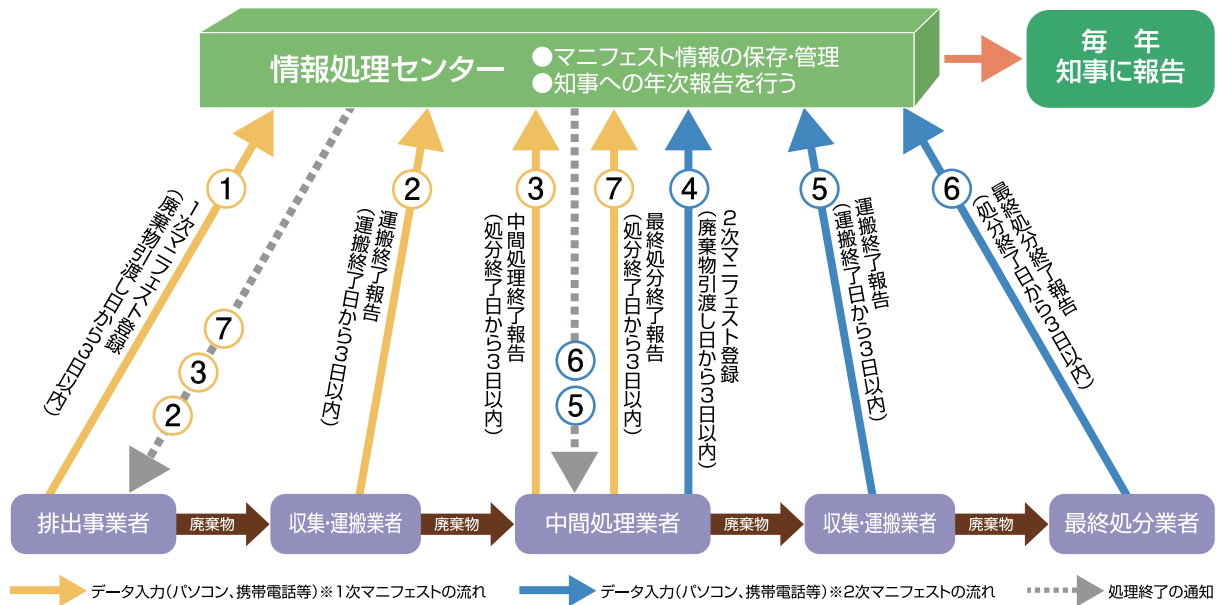 情報処理センター
●マニフェスト情報の保存・管理
●知事への年次報告を行う
毎　年
知事に報告
①
1次マニフェスト登録
(廃棄物引渡し日から3日以内)
②
運搬終了報告
(運搬終了日から3日以内)
③
中間処理終了報告
(処分終了日から3日以内)
⑦
最終処分終了報告
(処分終了日から3日以内)
④
2次マニフェスト登録
(廃棄物引渡し日から3日以内)
⑤
運搬終了報告
(運搬終了日から3日以内)
⑥
最終処分終了報告
(処分終了日から3日以内)
⑦
③
②
⑥
⑤
排出事業者
廃棄物
収集・運搬業者
廃棄物
中間処理業者
廃棄物
収集・運搬業者
廃棄物
最終処分業者
データ入力(パソコン、携帯電話等)※1次マニフェストの流れ
データ入力(パソコン、携帯電話等)※2次マニフェストの流れ
処理終了の通知